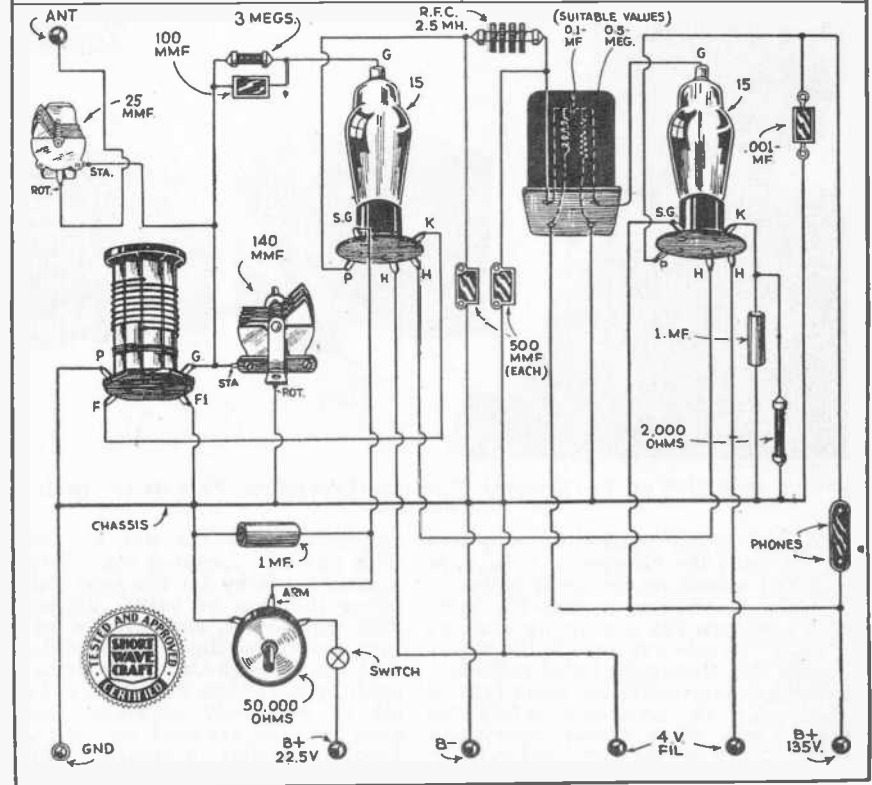 ANT
3 MEGS.
100
MMF
R.F.C.
2.5 MH.
(SUITABLE VALUES)
0.1-
MF
0.5-
MEG.
25
MMF.
G
15
G
15
.001-
MF.
STA.
ROT.
S.G
K
P
H
H
S.G.
K
P
H
H
140
MMF.
P
G
F
F1
STA
ROT.
500
MMF
(EACH)
1. MF.
2,000
OHMS
CHASSIS
1 MF.
PHONES
ARM
TESTED AND APPROVED
SHORT
WAVE
CRAFT
CERTIFIED
SWITCH
50,000
OHMS
GND
B+
22.5V
B-
4 V.
FIL
B+
135V.